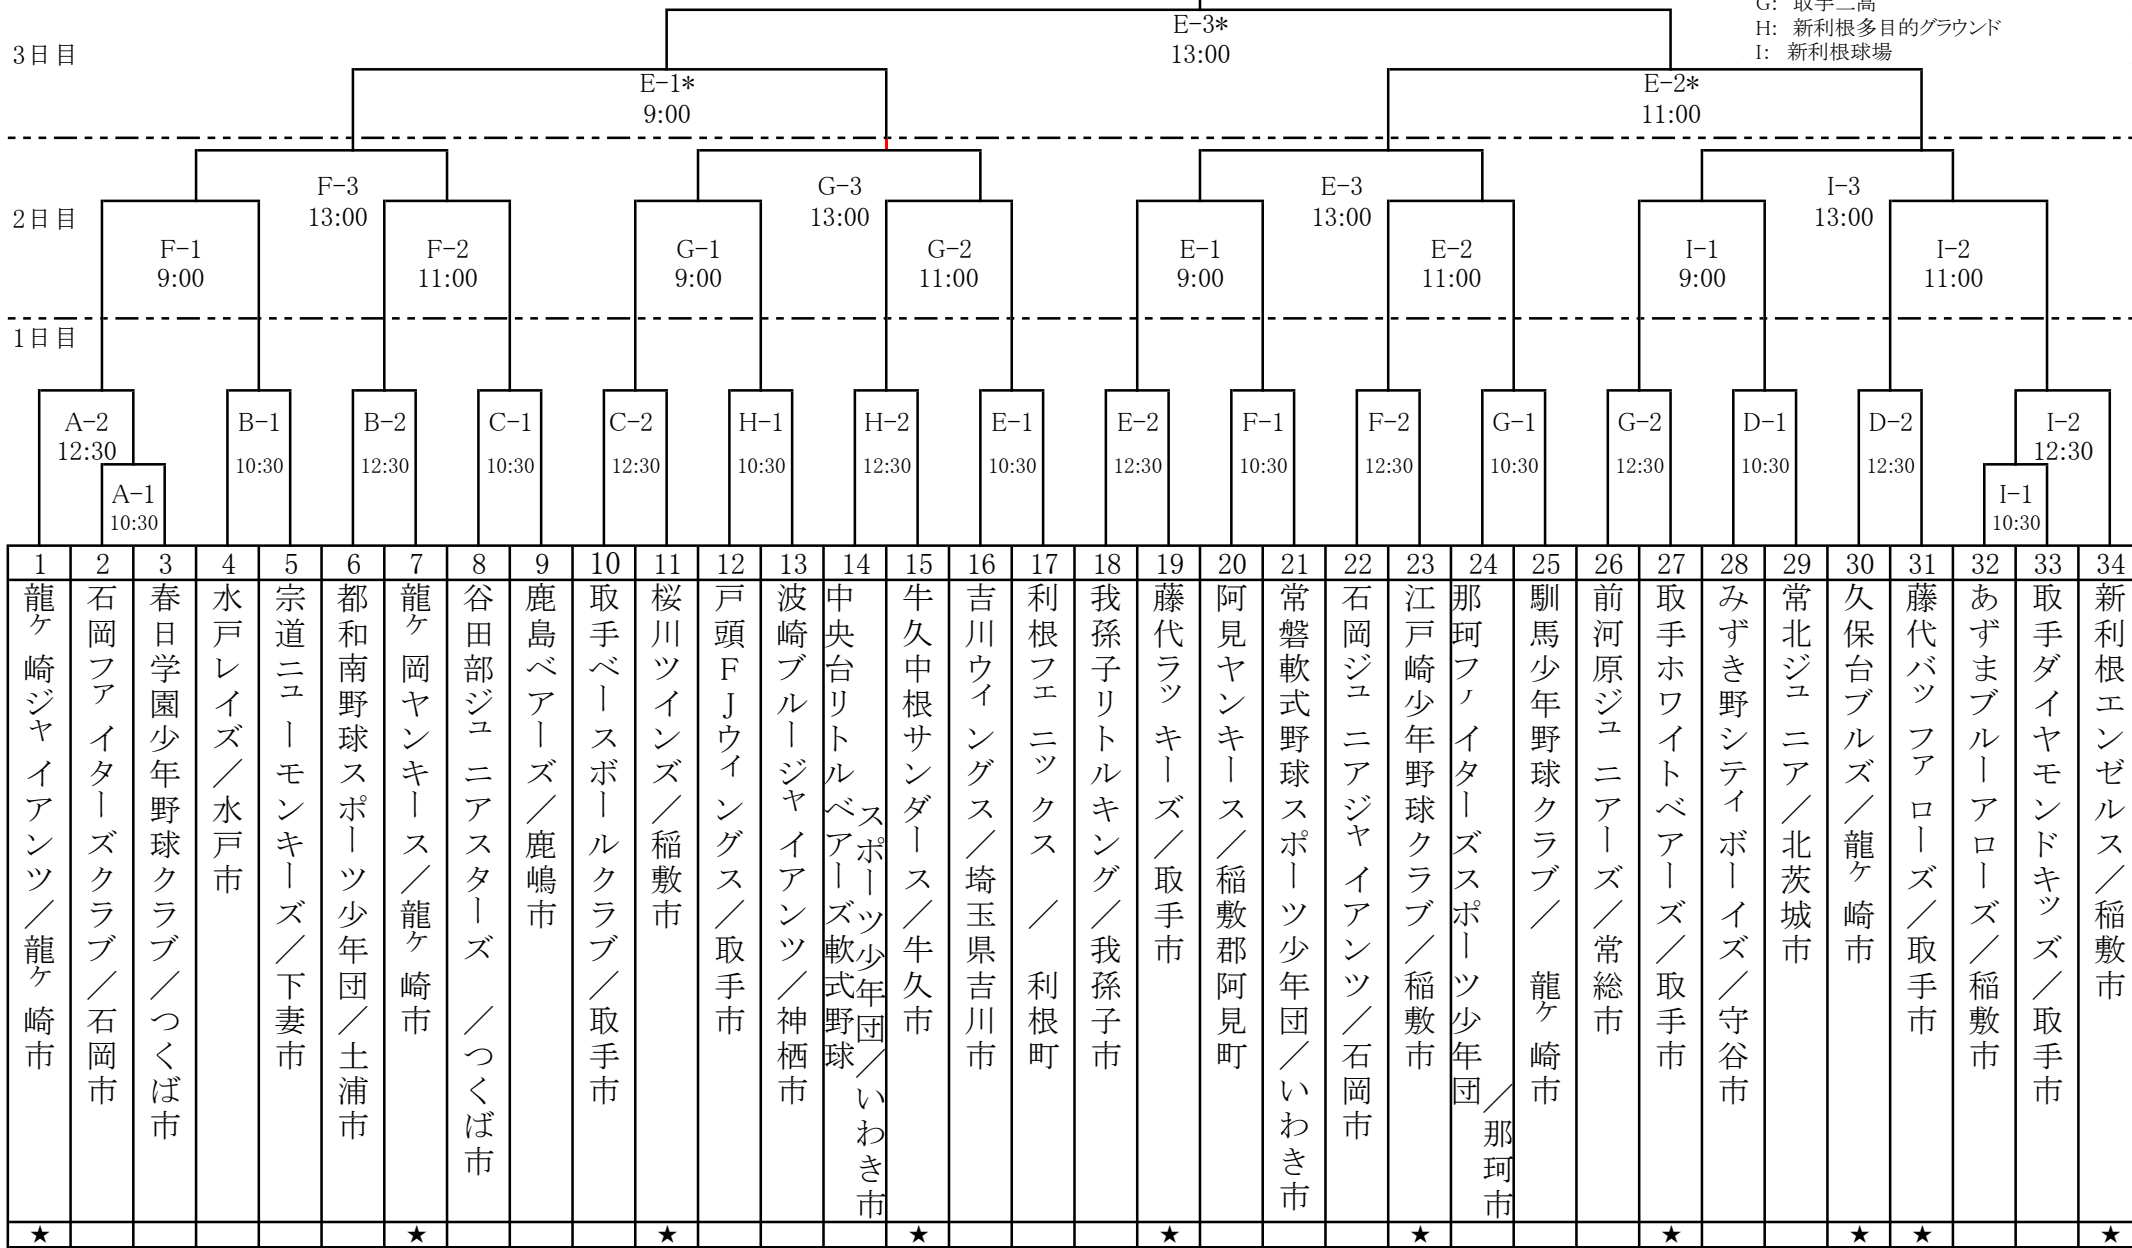 G: 取手二高
H: 新利根多目的グラウンド
I: 新利根球場
E-3*
13:00
3日目
E-1*
9:00
E-2*
11:00
F-3
13:00
G-3
13:00
E-3
13:00
I-3
13:00
2日目
F-1
9:00
F-2
11:00
G-1
9:00
G-2
11:00
E-1
9:00
E-2
11:00
I-1
9:00
I-2
11:00
1日目
A-2
12:30
A-1
10:30
B-1
10:30
B-2
12:30
C-1
10:30
C-2
12:30
H-1
10:30
H-2
12:30
E-1
10:30
E-2
12:30
F-1
10:30
F-2
12:30
G-1
10:30
G-2
12:30
D-1
10:30
D-2
12:30
I-2
12:30
I-1
10:30
1 2 3 4 5 6 7 8 9 10 11 12 13 14 15 16 17 18 19 20 21 22 23 24 25 26 27 28 29 30 31 32 33 34
龍ヶ崎ジャイアンツ/龍ヶ崎市
石岡ファイターズクラブ/石岡市
春日学園少年野球クラブ/つくば市
水戸レイズ/水戸市
宗道ニューモンキーズ/下妻市
都和南野球スポーツ少年団/土浦市
龍ヶ岡ヤンキース/龍ヶ崎市
谷田部ジュニアスターズ /つくば市
鹿島ベアーズ/鹿嶋市
取手ベースボールクラブ/取手市
桜川ツインズ/稲敷市
戸頭FJウィングス/取手市
波崎ブルージャイアンツ/神栖市
中央台リトルベアーズ軟式野球
スポーツ少年団/いわき市
牛久中根サンダース/牛久市
吉川ウィングス/埼玉県吉川市
利根フェニックス / 利根町
我孫子リトルキング/我孫子市
藤代ラッキーズ/取手市
阿見ヤンキース/稲敷郡阿見町
常磐軟式野球スポーツ少年団/いわき市
石岡ジュニアジャイアンツ/石岡市
江戸崎少年野球クラブ/稲敷市
那珂ファイターズスポーツ少年団
/那珂市
馴馬少年野球クラブ/ 龍ヶ崎市
前河原ジュニアーズ/常総市
取手ホワイトベアーズ/取手市
みずき野シティボーイズ/守谷市
常北ジュニア/北茨城市
久保台ブルズ/龍ヶ崎市
藤代バッファローズ/取手市
あずまブルーアローズ/稲敷市
取手ダイヤモンドキッズ/取手市
新利根エンゼルス/稲敷市
★ ★ ★ ★ ★ ★ ★ ★ ★ ★